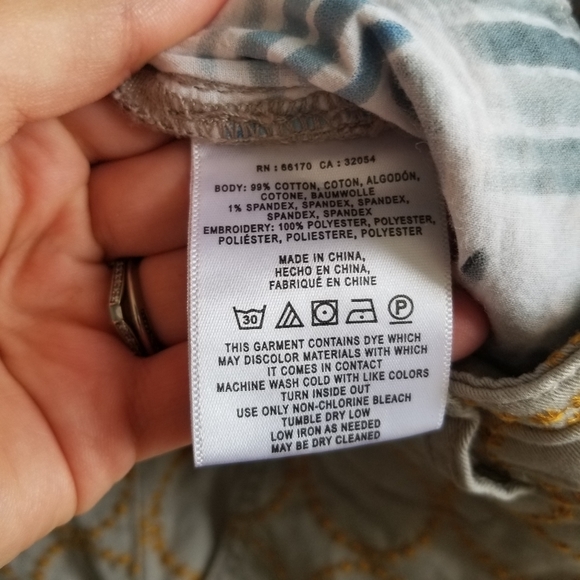 RN : 66170 CA : 32054
BODY: 99% COTTON, COTON, ALGODÓN,
COTONE, BAUMWOLLE
1% SPANDEX, SPANDEX, SPANDEX,
SPANDEX, SPANDEX
EMBROIDERY: 100% POLYESTER, POLYESTER,
POLIÉSTER, POLIESTERE, POLYESTER
MADE IN CHINA,
HECHO EN CHINA,
FABRIQUÉ EN CHINE
30 P
THIS GARMENT CONTAINS DYE WHICH
MAY DISCOLOR MATERIALS WITH WHICH
IT COMES IN CONTACT
MACHINE WASH COLD WITH LIKE COLORS
TURN INSIDE OUT
USE ONLY NON-CHLORINE BLEACH
TUMBLE DRY LOW
LOW IRON AS NEEDED
MAY BE DRY CLEANED